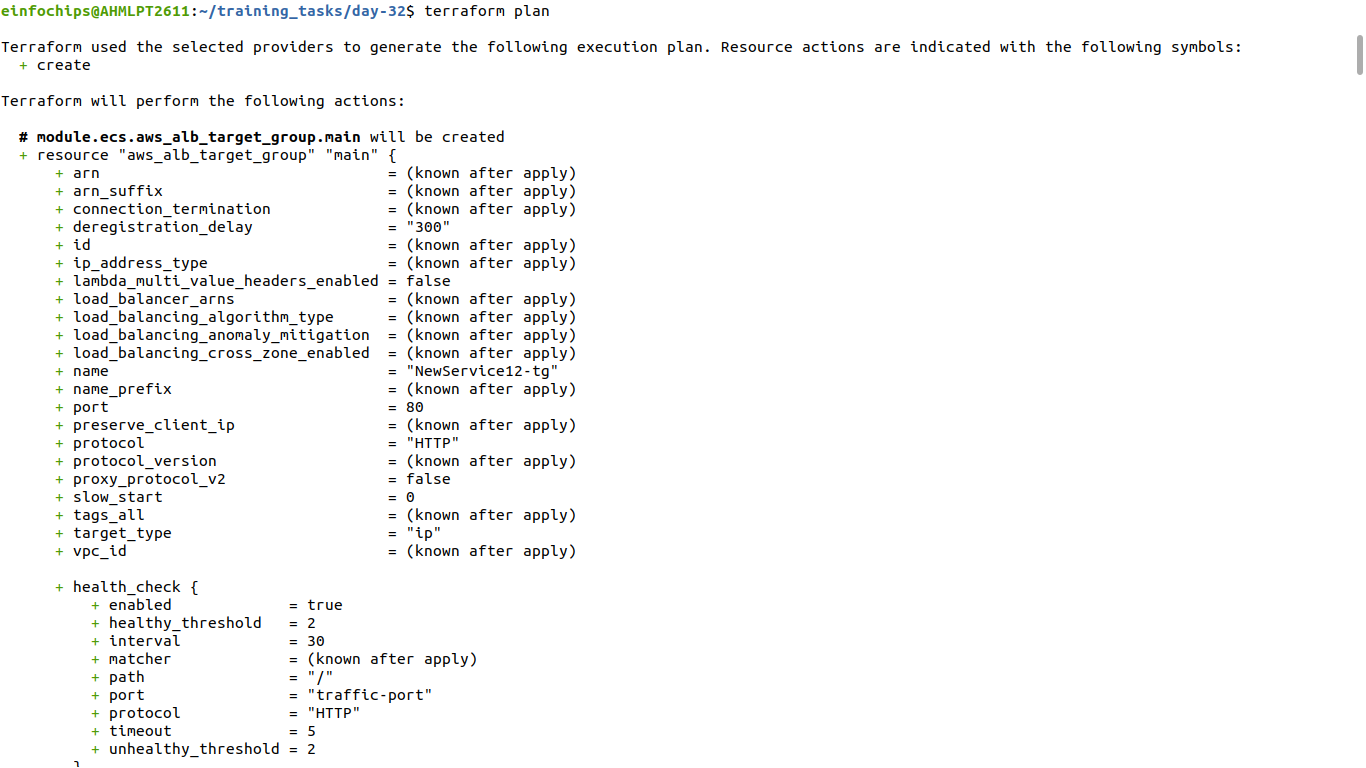 einfochips@AHMLPT2611:~/training_tasks/day-32$ terraform plan
Terraform used the selected providers to generate the following execution plan. Resource actions are indicated with the following symbols:
  + create
Terraform will perform the following actions:
  # module.ecs.aws_alb_target_group.main will be created
  + resource "aws_alb_target_group" "main" {
      + arn                                = (known after apply)
      + arn_suffix                         = (known after apply)
      + connection_termination             = (known after apply)
      + deregistration_delay               = "300"
      + id                                 = (known after apply)
      + ip_address_type                    = (known after apply)
      + lambda_multi_value_headers_enabled = false
      + load_balancer_arns                 = (known after apply)
      + load_balancing_algorithm_type      = (known after apply)
      + load_balancing_anomaly_mitigation  = (known after apply)
      + load_balancing_cross_zone_enabled  = (known after apply)
      + name                               = "NewService12-tg"
      + name_prefix                        = (known after apply)
      + port                               = 80
      + preserve_client_ip                 = (known after apply)
      + protocol                           = "HTTP"
      + protocol_version                   = (known after apply)
      + proxy_protocol_v2                  = false
      + slow_start                         = 0
      + tags_all                           = (known after apply)
      + target_type                        = "ip"
      + vpc_id                             = (known after apply)
      + health_check {
          + enabled             = true
          + healthy_threshold   = 2
          + interval            = 30
          + matcher             = (known after apply)
          + path                = "/"
          + port                = "traffic-port"
          + protocol            = "HTTP"
          + timeout             = 5
          + unhealthy_threshold = 2
        }